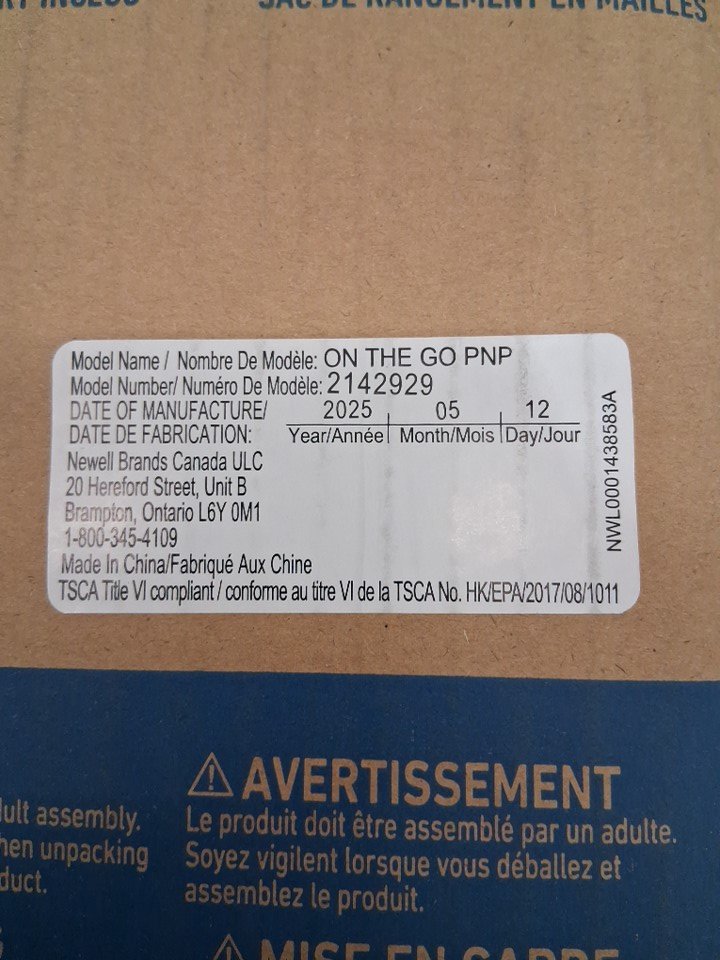 SAC DE RANGEMENT EN MAILLES
Model Name / Nombre De Modèle: ON THE GO PNP
Model Number/ Numéro De Modèle: 2142929
DATE OF MANUFACTURE/ 2025 05 12
DATE DE FABRICATION: Year/Année Month/Mois Day/Jour
Newell Brands Canada ULC
20 Hereford Street, Unit B
Brampton, Ontario L6Y 0M1
1-800-345-4109
Made In China/Fabriqué Aux Chine
TSCA Title VI compliant / conforme au titre VI de la TSCA No. HK/EPA/2017/08/1011
NWL0001438583A
assembly.
unpacking
AVERTISSEMENT
Le produit doit être assemblé par un adulte.
Soyez vigilent lorsque vous déballez et
assemblez le produit.
MISE EN GARDE